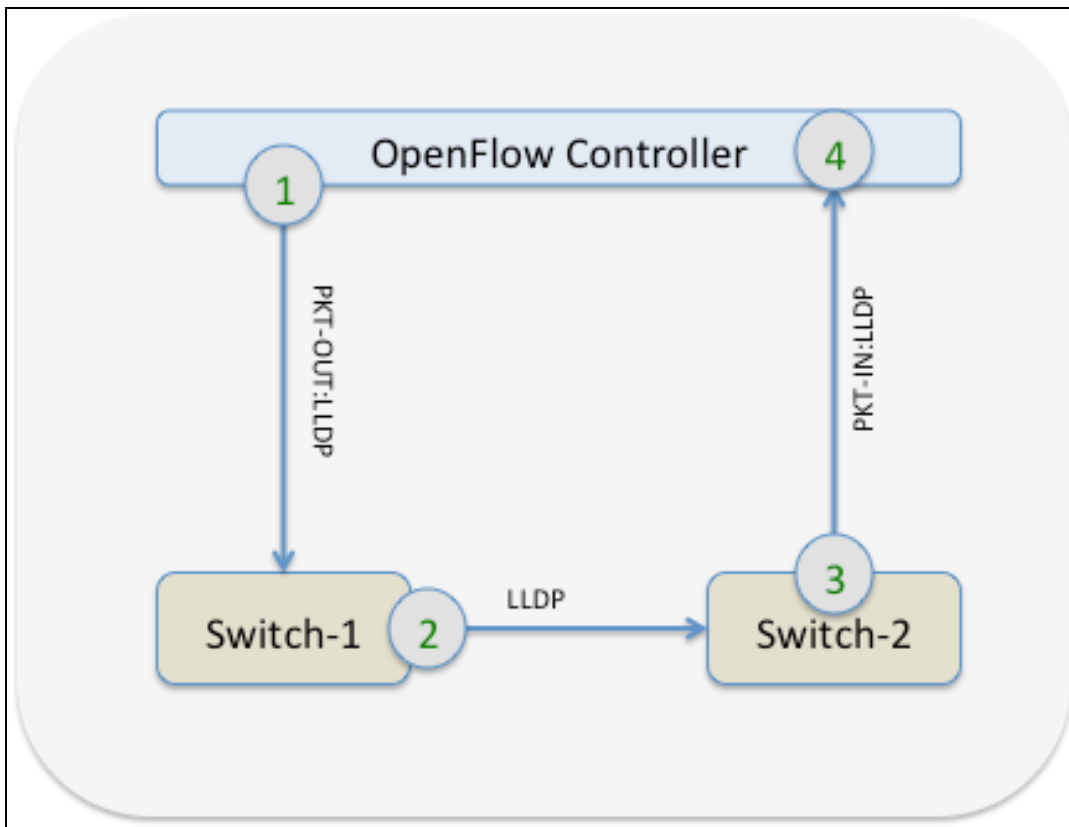 OpenFlow Controller
4
1
PKT-OUT:LLDP
PKT-IN:LLDP
3
LLDP
Switch-1
2
Switch-2